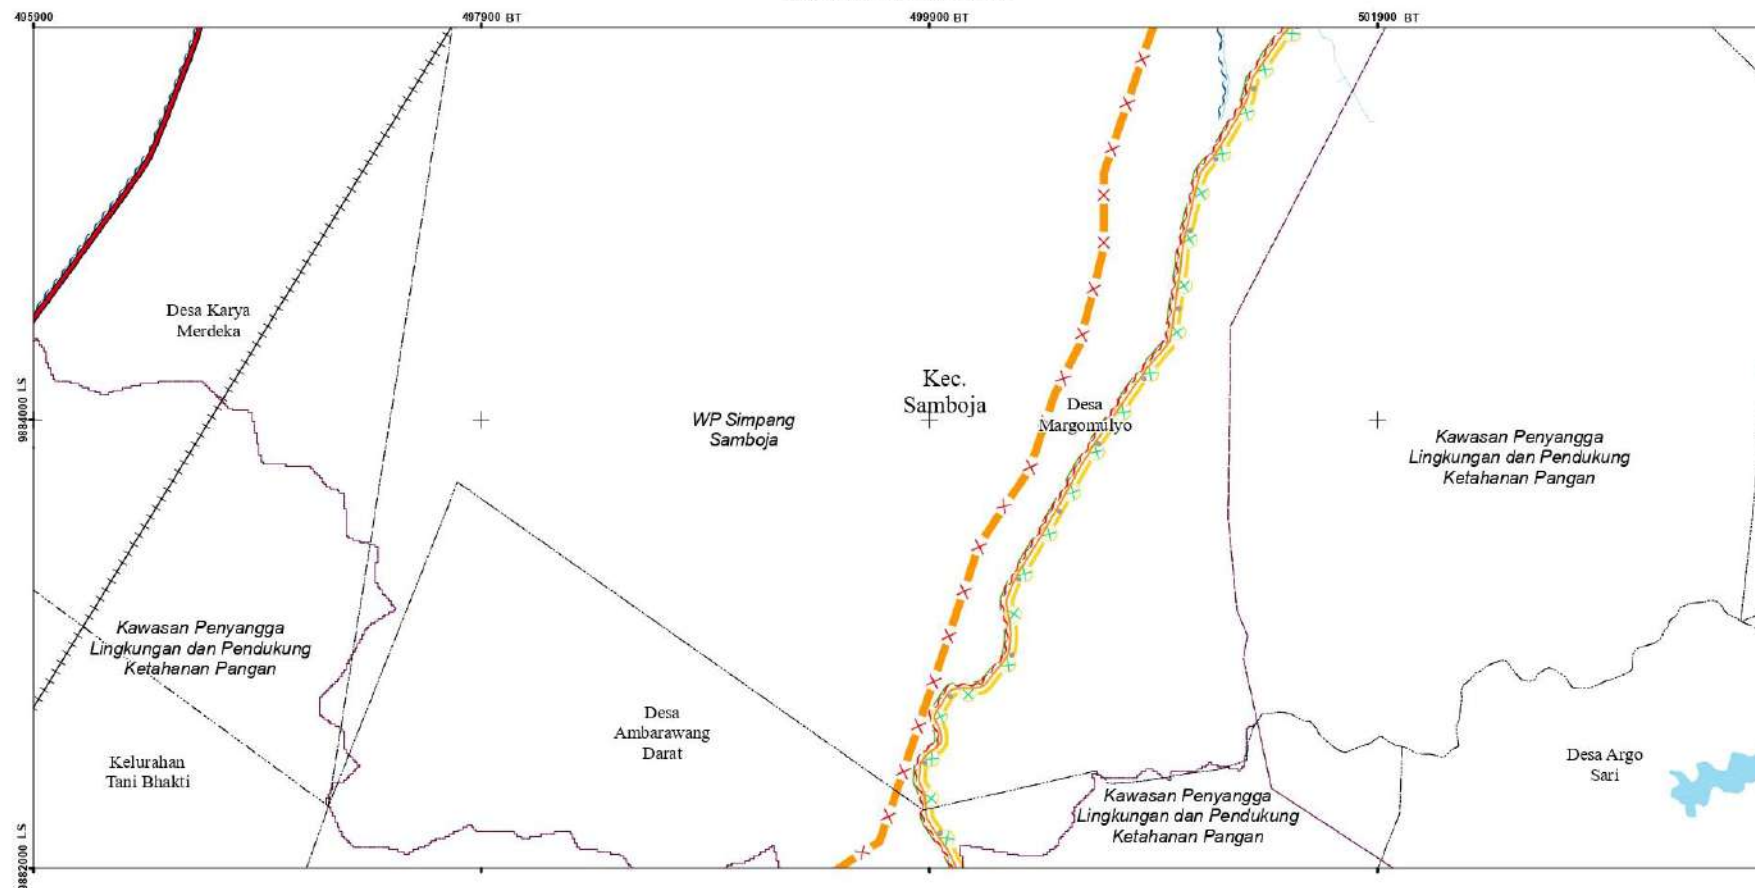 495900
497900 BT
499900 BT
501900 BT
Desa Karya
Merdeka
9884000 LS
WP Simpang
Samboja
Kec.
Samboja
Desa
Margomulyo
Kawasan Penyangga
Lingkungan dan Pendukung
Ketahanan Pangan
Kawasan Penyangga
Lingkungan dan Pendukung
Ketahanan Pangan
Desa
Ambarawang
Darat
Kelurahan
Tani Bhakti
Desa Argo
Sari
Kawasan Penyangga
Lingkungan dan Pendukung
Ketahanan Pangan
9882000 LS